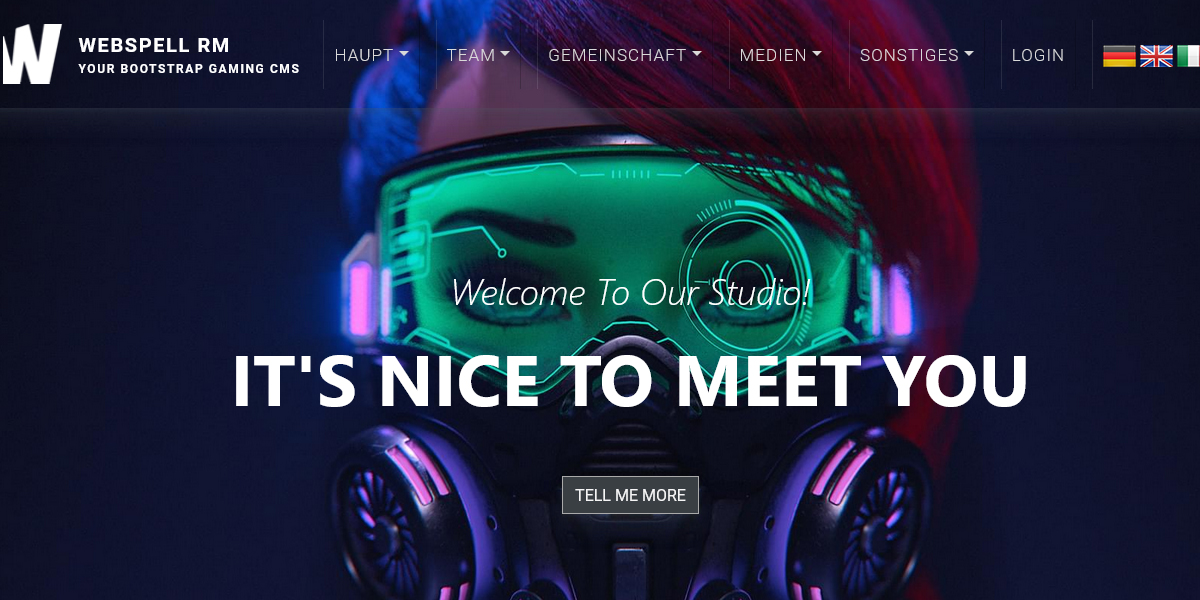 W
WEBSPELL RM
YOUR BOOTSTRAP GAMING CMS
HAUPT
TEAM
GEMEINSCHAFT
MEDIEN
SONSTIGES
LOGIN
Welcome To Our Studio!
IT'S NICE TO MEET YOU
TELL ME MORE